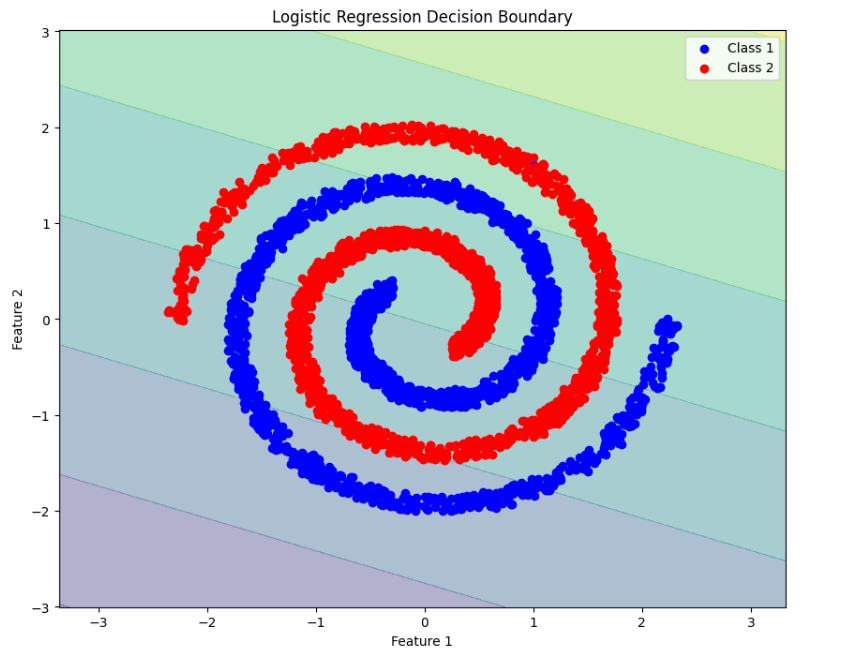 Logistic Regression Decision Boundary
Class 1
Class 2
3
2
1
0
−1
−2
−3
Feature 2
−3 −2 −1 0 1 2 3
Feature 1